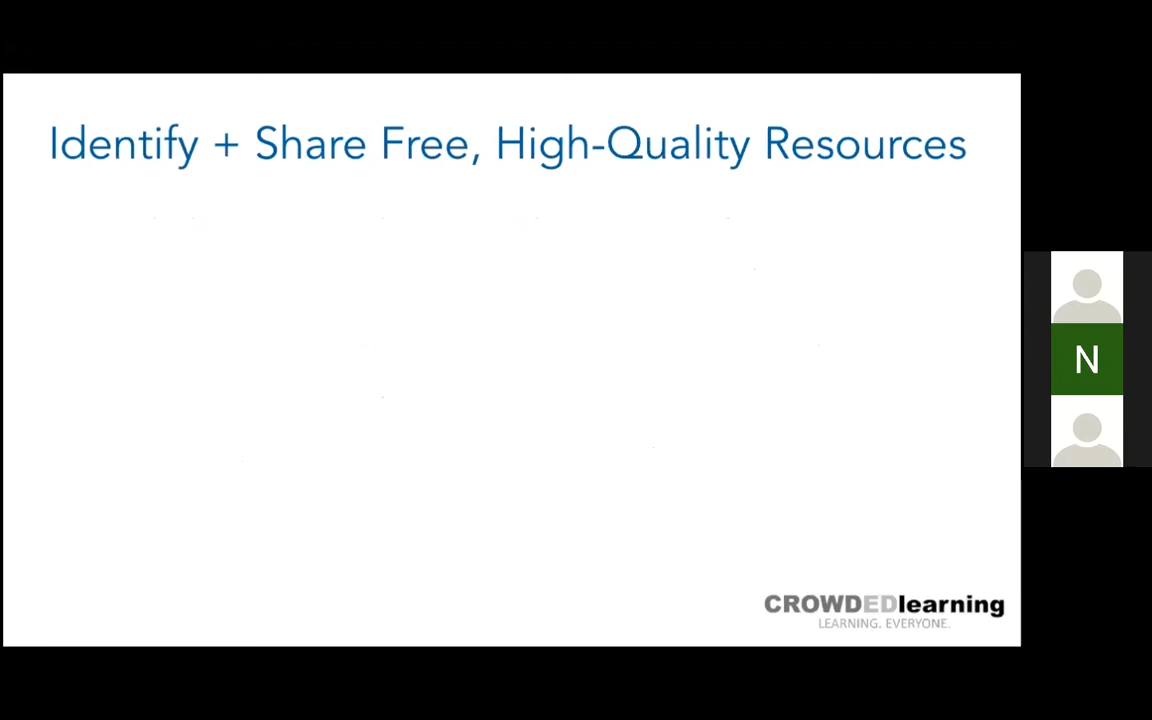 Identify + Share Free, High-Quality Resources
N
CROWDEDlearning
LEARNING. EVERYONE.